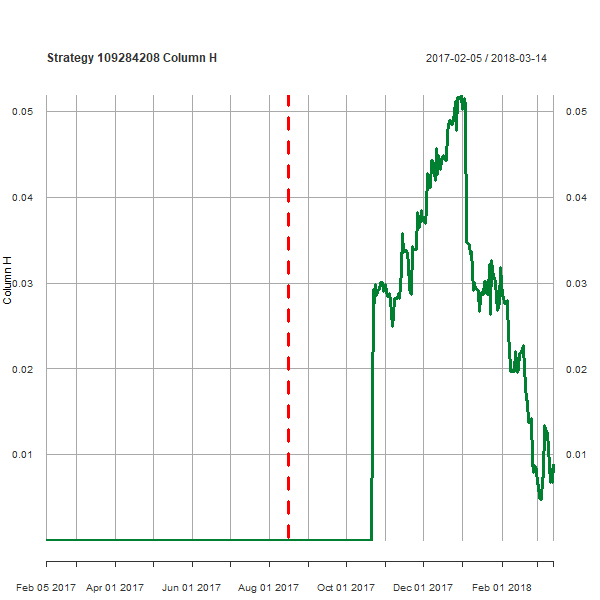 Strategy 109284208 Column H
2017-02-05 / 2018-03-14
0.05
0.05
0.04
0.04
0.03
0.03
Column H
0.02
0.02
0.01
0.01
Feb 05 2017
Apr 01 2017
Jun 01 2017
Aug 01 2017
Oct 01 2017
Dec 01 2017
Feb 01 2018